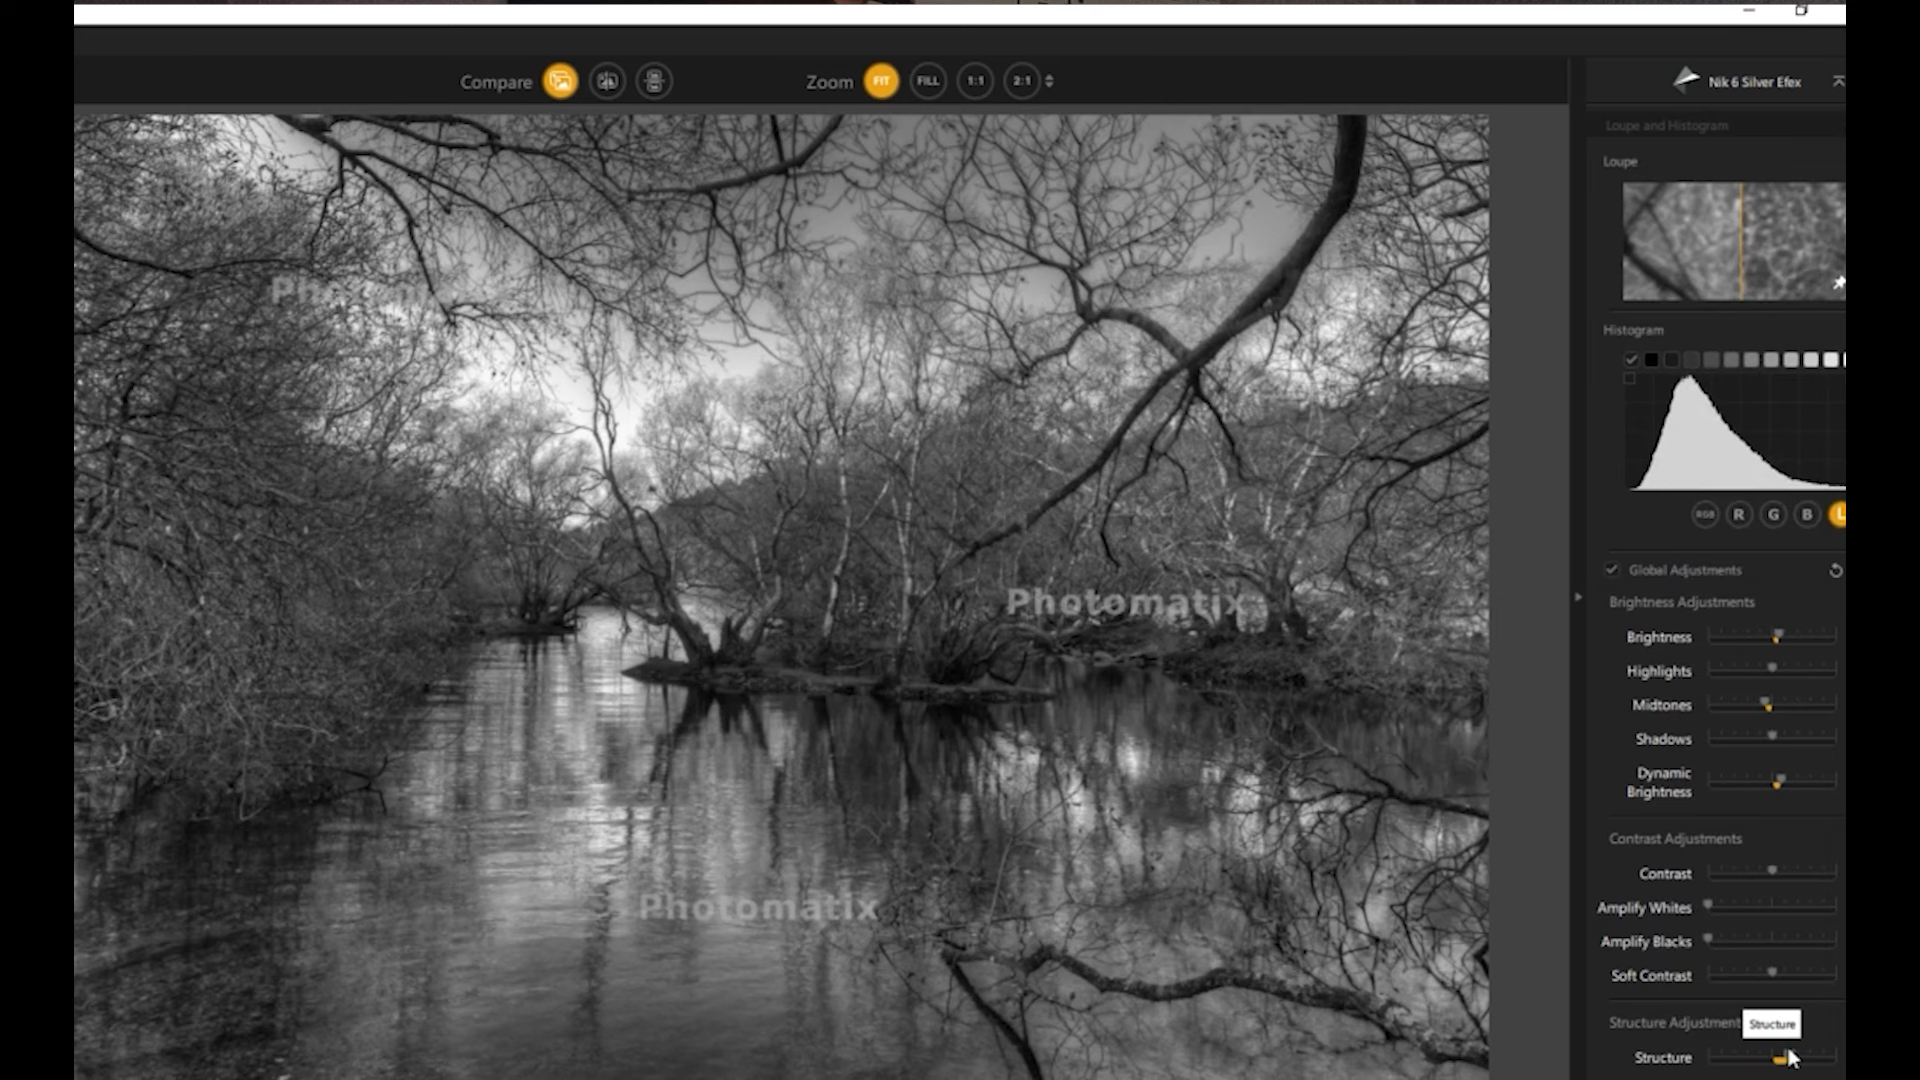 Compare
Zoom FIT FILL 1:1 2:1
Nik 6 Silver Efex
Loupe and Histogram
Loupe
Histogram
RGB R G B L
Global Adjustments
Brightness Adjustments
Brightness
Highlights
Midtones
Shadows
Dynamic
Brightness
Contrast Adjustments
Contrast
Amplify Whites
Amplify Blacks
Soft Contrast
Structure Adjustment
Structure
Structure
Photomatix
Photomatix